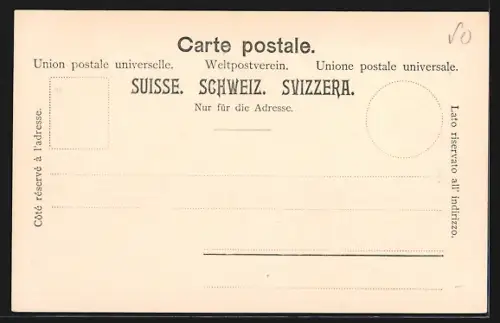 Carte postale.
Union postale universelle. Weltpostverein. Unione postale universale.
SUISSE. SCHWEIZ. SVIZZERA.
Nur für die Adresse.
Côté réservé à l'adresse.
Lato riservato all' indirizzo.